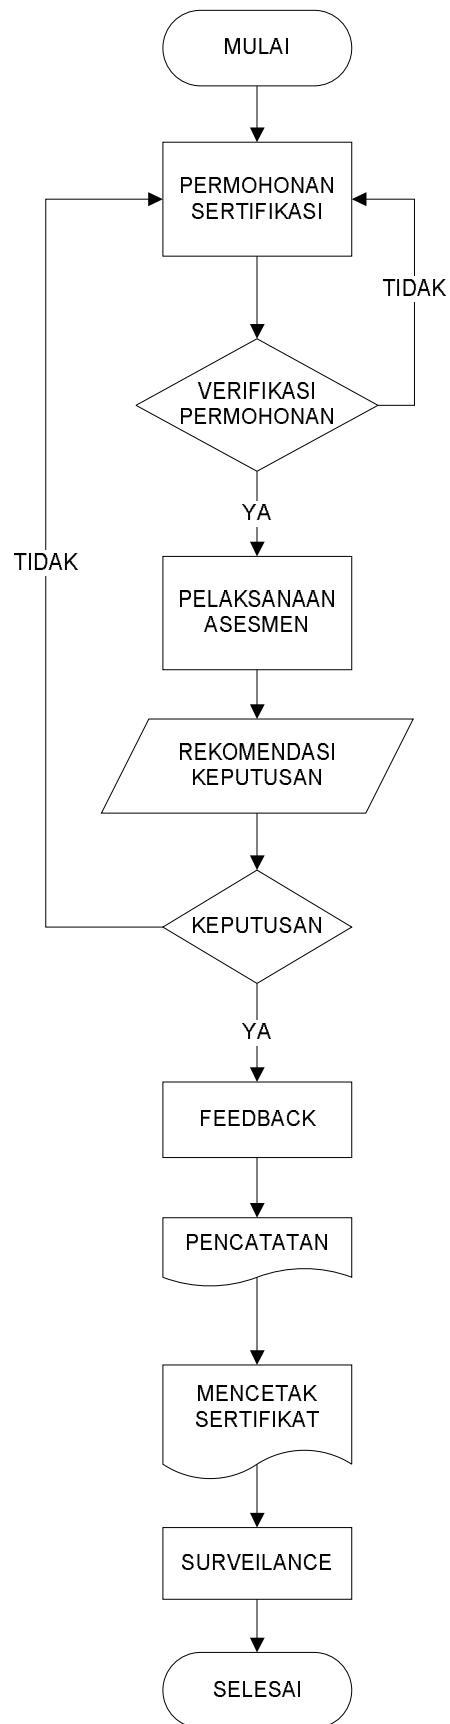 MULAI
PERMOHONAN
SERTIFIKASI
TIDAK
VERIFIKASI
PERMOHONAN
YA
TIDAK
PELAKSANAAN
ASESMEN
REKOMENDASI
KEPUTUSAN
KEPUTUSAN
YA
FEEDBACK
PENCATATAN
MENCETAK
SERTIFIKAT
SURVEILANCE
SELESAI